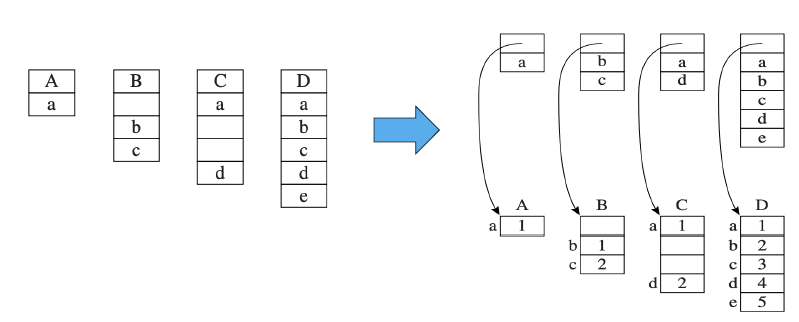 A B C D
a a a
b b
c c
d d
e
a b a a
c d b
c
d
e
A B C D
a 1 a 1 a 1
b 1 b 2
c 2 c 3
d 2 d 4
e 5